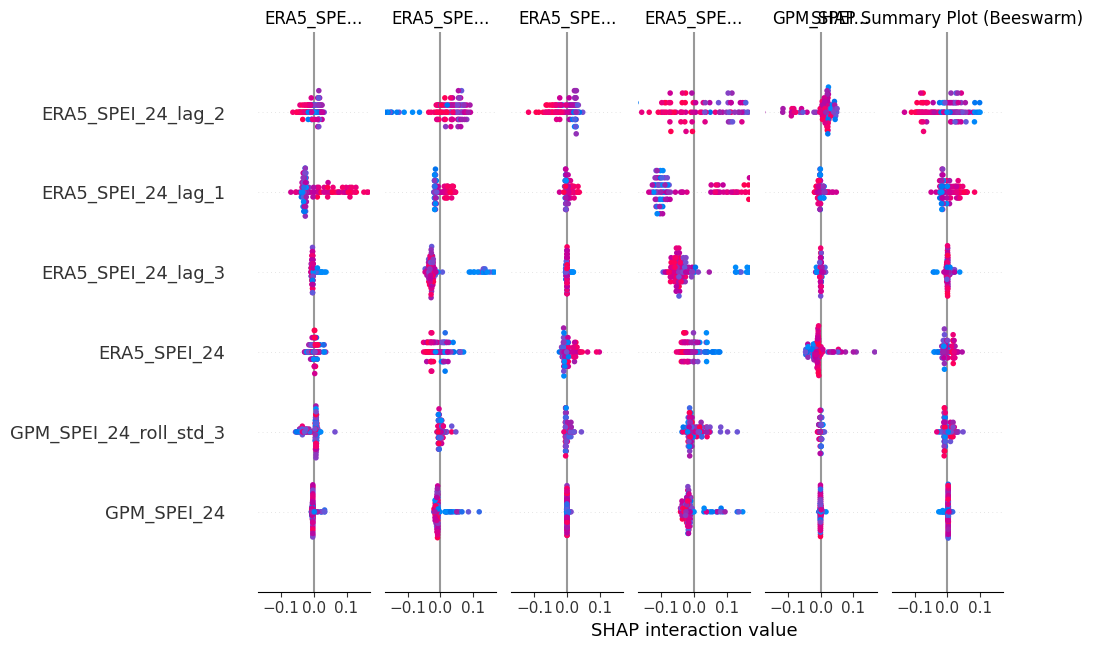 ERA5_SPE... ERA5_SPE... ERA5_SPE... ERA5_SPE... GPM_SPEI... SHAP Summary Plot (Beeswarm)
ERA5_SPEI_24_lag_2
ERA5_SPEI_24_lag_1
ERA5_SPEI_24_lag_3
ERA5_SPEI_24
GPM_SPEI_24_roll_std_3
GPM_SPEI_24
−0.1 0.0 0.1 −0.1 0.0 0.1 −0.1 0.0 0.1 −0.1 0.0 0.1 −0.1 0.0 0.1 −0.1 0.0 0.1
SHAP interaction value